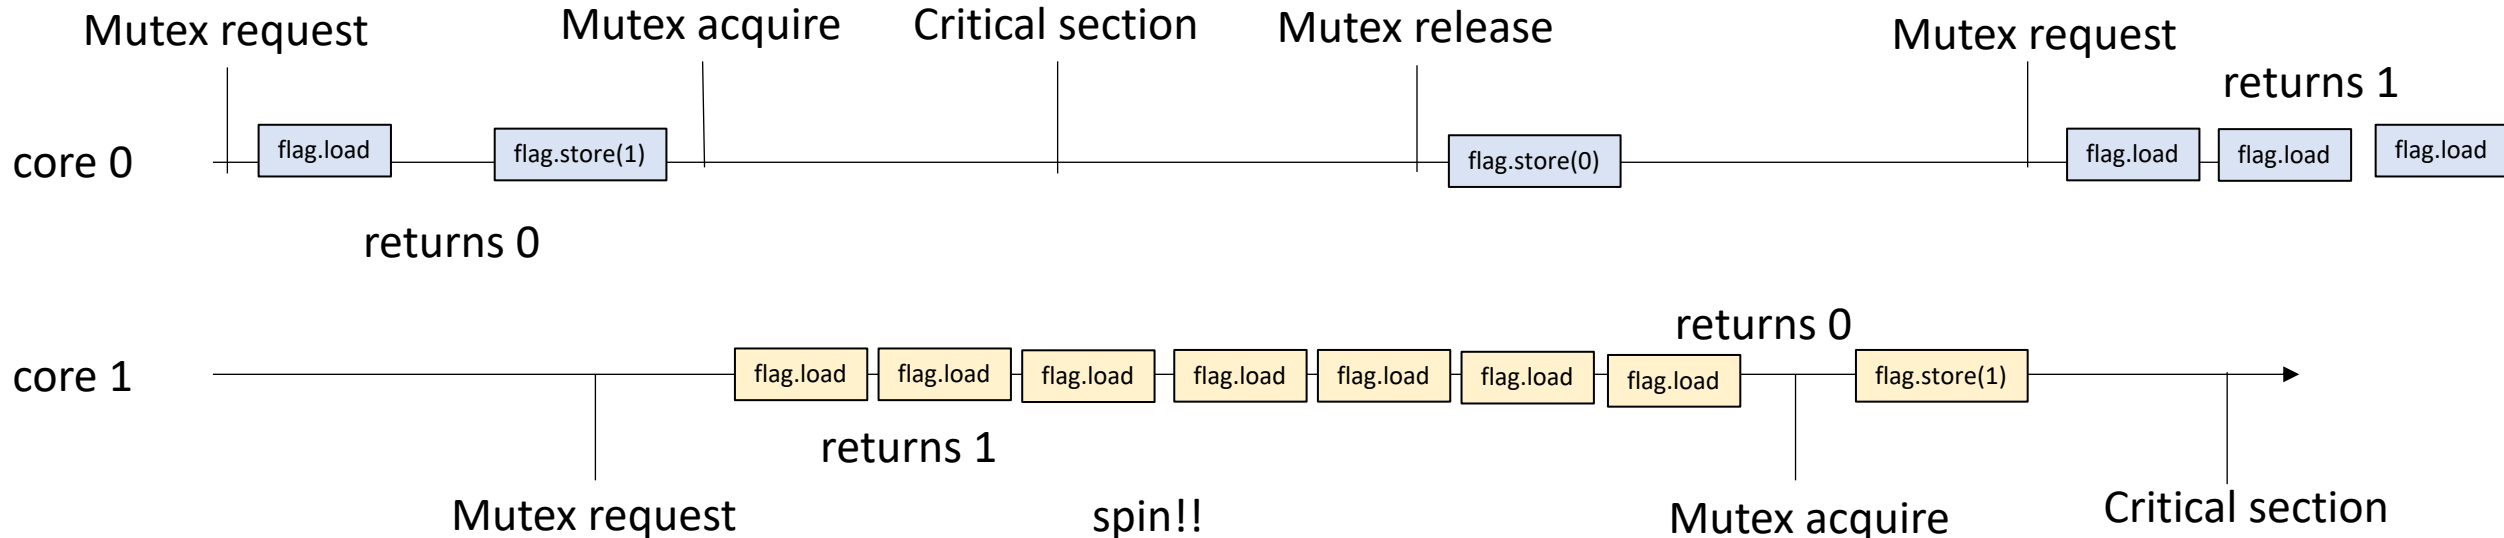 Mutex request
Mutex acquire
Critical section
Mutex release
Mutex request
returns 1
core 0
flag.load
flag.store(1)
flag.store(0)
flag.load
flag.load
flag.load
returns 0
returns 0
core 1
flag.load
flag.load
flag.load
flag.load
flag.load
flag.load
flag.load
flag.store(1)
returns 1
Mutex request
spin!!
Mutex acquire
Critical section